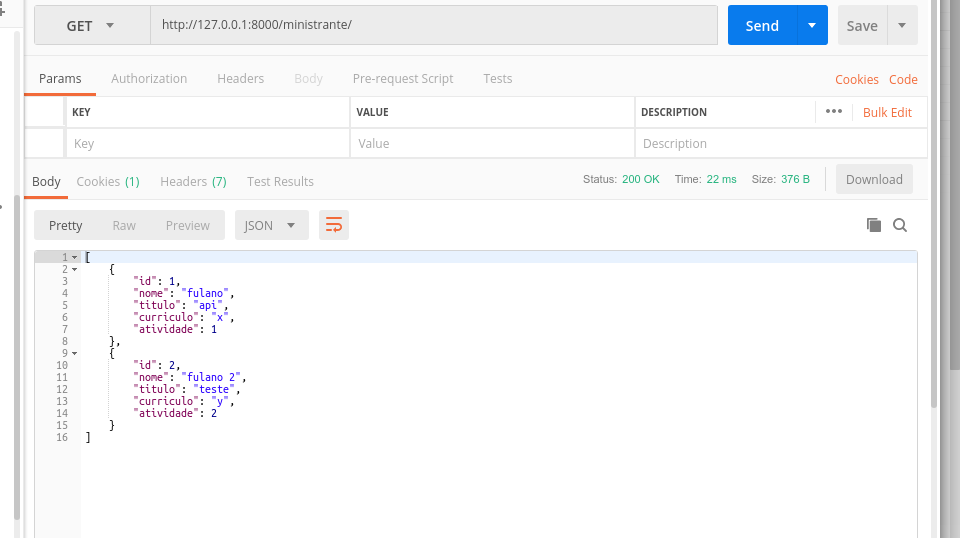 GET http://127.0.0.1:8000/ministrante/ Send Save
Params Authorization Headers Body Pre-request Script Tests Cookies Code
KEY VALUE DESCRIPTION ••• Bulk Edit
Key Value Description
Body Cookies (1) Headers (7) Test Results Status: 200 OK Time: 22 ms Size: 376 B Download
Pretty Raw Preview JSON
1 [
2 {
3 "id": 1,
4 "nome": "fulano",
5 "titulo": "api",
6 "curriculo": "x",
7 "atividade": 1
8 },
9 {
10 "id": 2,
11 "nome": "fulano 2",
12 "titulo": "teste",
13 "curriculo": "y",
14 "atividade": 2
15 }
16 ]